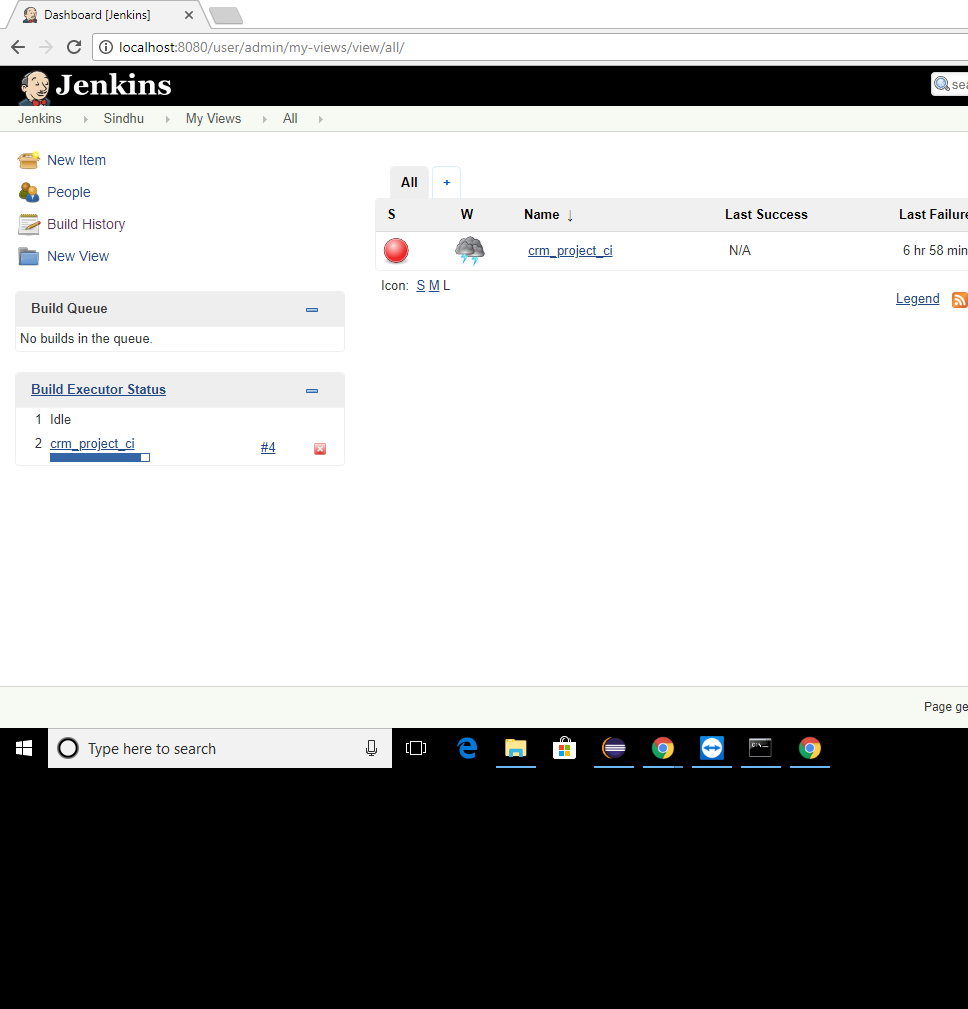 Dashboard [Jenkins]
localhost:8080/user/admin/my-views/view/all/
Jenkins
sea
Jenkins Sindhu My Views All
New Item
People
Build History
New View
All +
S W Name ↓ Last Success Last Failure
crm_project_ci N/A 6 hr 58 min
Icon: S M L
Legend
Build Queue
No builds in the queue.
Build Executor Status
1 Idle
2 crm_project_ci #4
Page ge
Type here to search